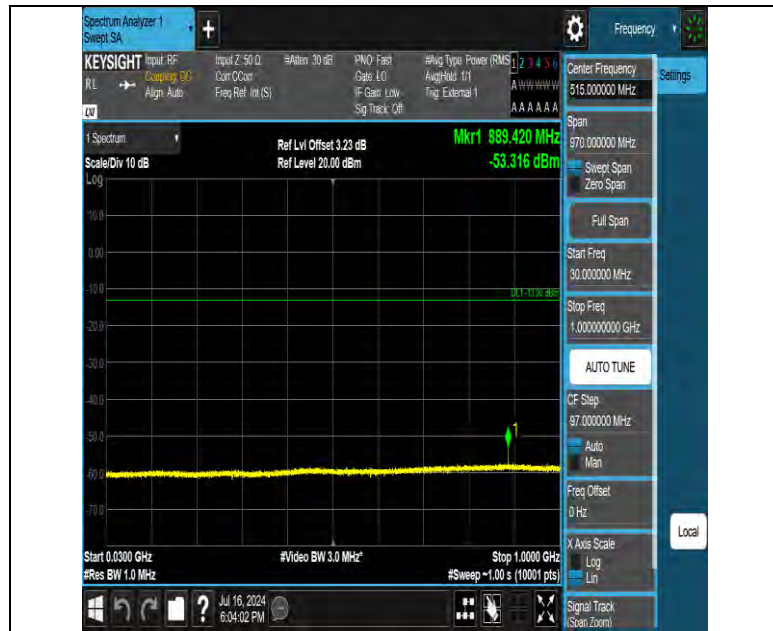 Spectrum Analyzer 1
Swept SA
+
Frequency
KEYSIGHT
RL
LXI
Input: RF
Coupling: DC
Align: Auto
Input Z: 50 Ω
Corr CCorr
Freq Ref: Int (S)
#Atten: 30 dB
PNO: Fast
Gate: LO
IF Gain: Low
Sig Track: Off
#Avg Type: Power (RMS
Avg|Hold: 1/1
Trig: External 1
1 2 3 4 5 6
A W W W W W
A A A A A A
1 Spectrum
Scale/Div 10 dB
Log
Ref Lvl Offset 3.23 dB
Ref Level 20.00 dBm
Mkr1 889.420 MHz
-53.316 dBm
10.0
0.00
-10.0
-20.0
-30.0
-40.0
-50.0
-60.0
-70.0
DL1 -13.00 dBm
1
Start 0.0300 GHz
#Res BW 1.0 MHz
#Video BW 3.0 MHz*
Stop 1.0000 GHz
#Sweep ~1.00 s (10001 pts)
Center Frequency
515.000000 MHz
Settings
Span
970.000000 MHz
Swept Span
Zero Span
Full Span
Start Freq
30.000000 MHz
Stop Freq
1.000000000 GHz
AUTO TUNE
CF Step
97.000000 MHz
Auto
Man
Freq Offset
0 Hz
X Axis Scale
Log
Lin
Signal Track
(Span Zoom)
Local
?
Jul 16, 2024
6:04:02 PM